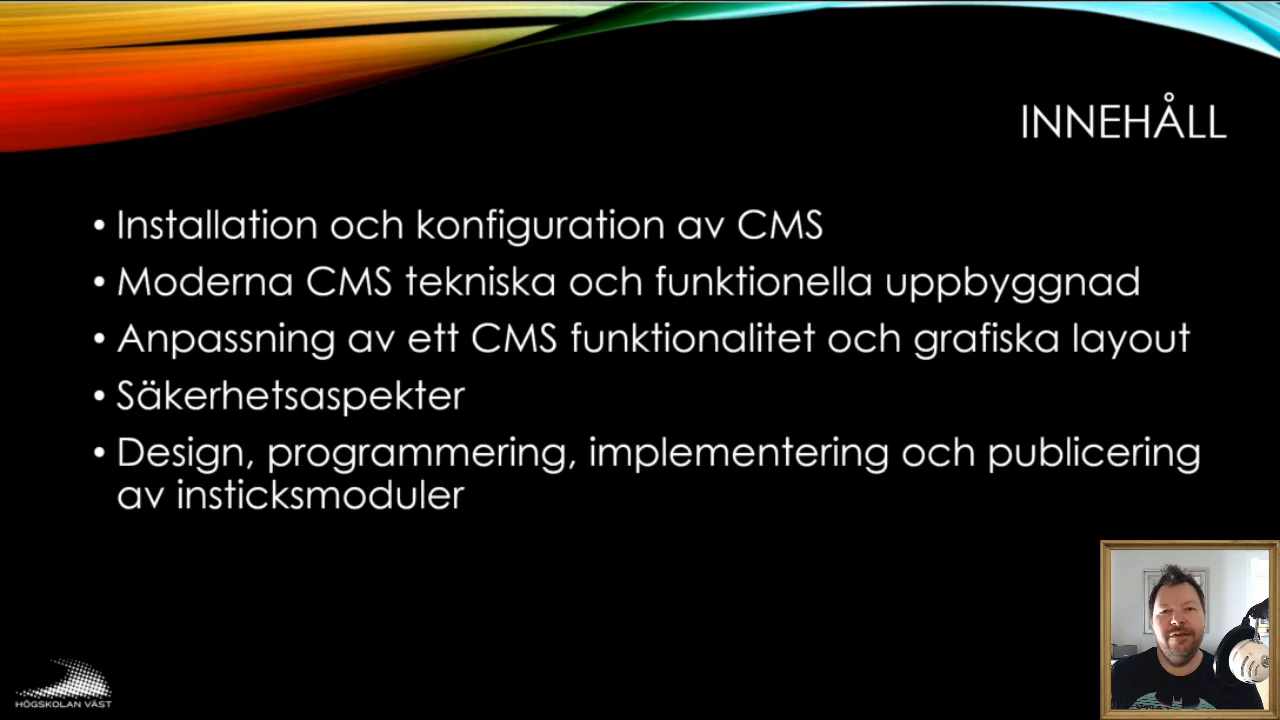 INNEHÅLL
• Installation och konfiguration av CMS
• Moderna CMS tekniska och funktionella uppbyggnad
• Anpassning av ett CMS funktionalitet och grafiska layout
• Säkerhetsaspekter
• Design, programmering, implementering och publicering
av insticksmoduler
HÖGSKOLAN VÄST